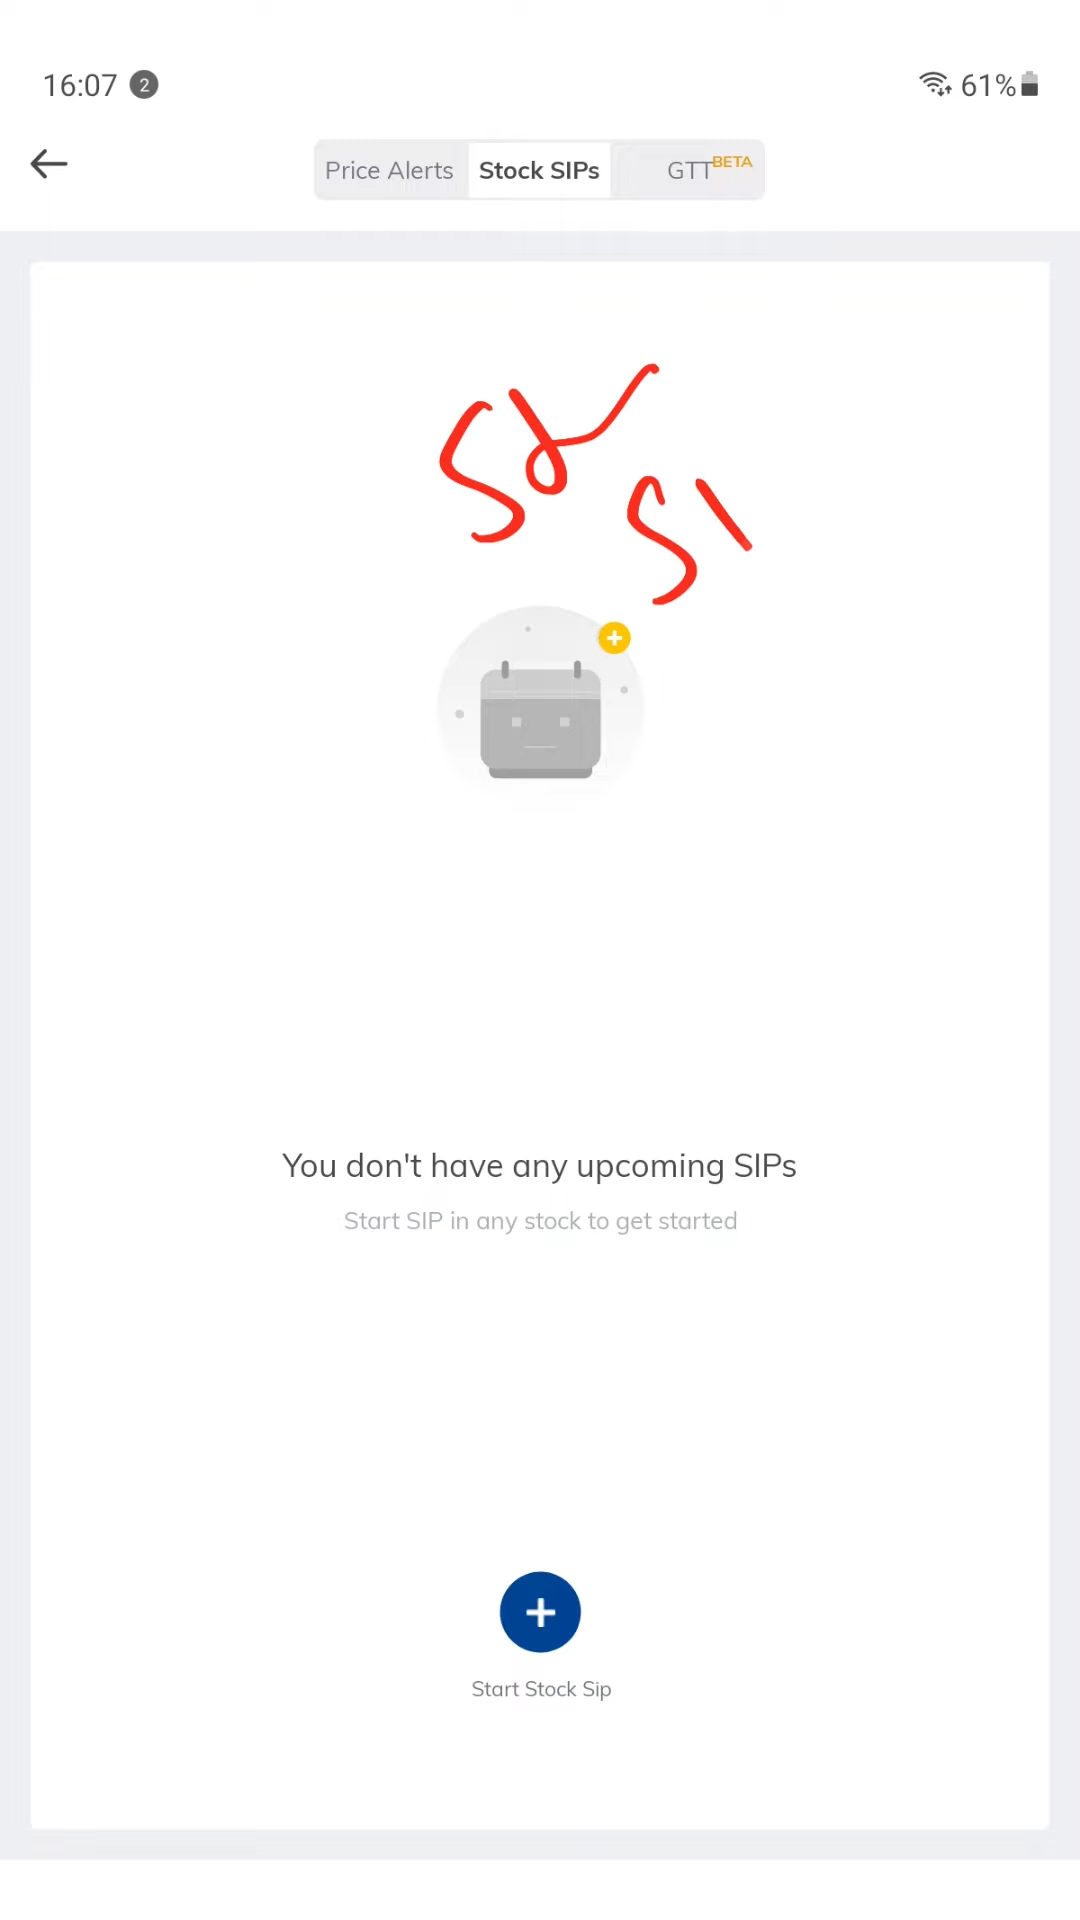 16:07 2 61%
Price Alerts Stock SIPs GTT BETA
You don't have any upcoming SIPs
Start SIP in any stock to get started
Start Stock Sip